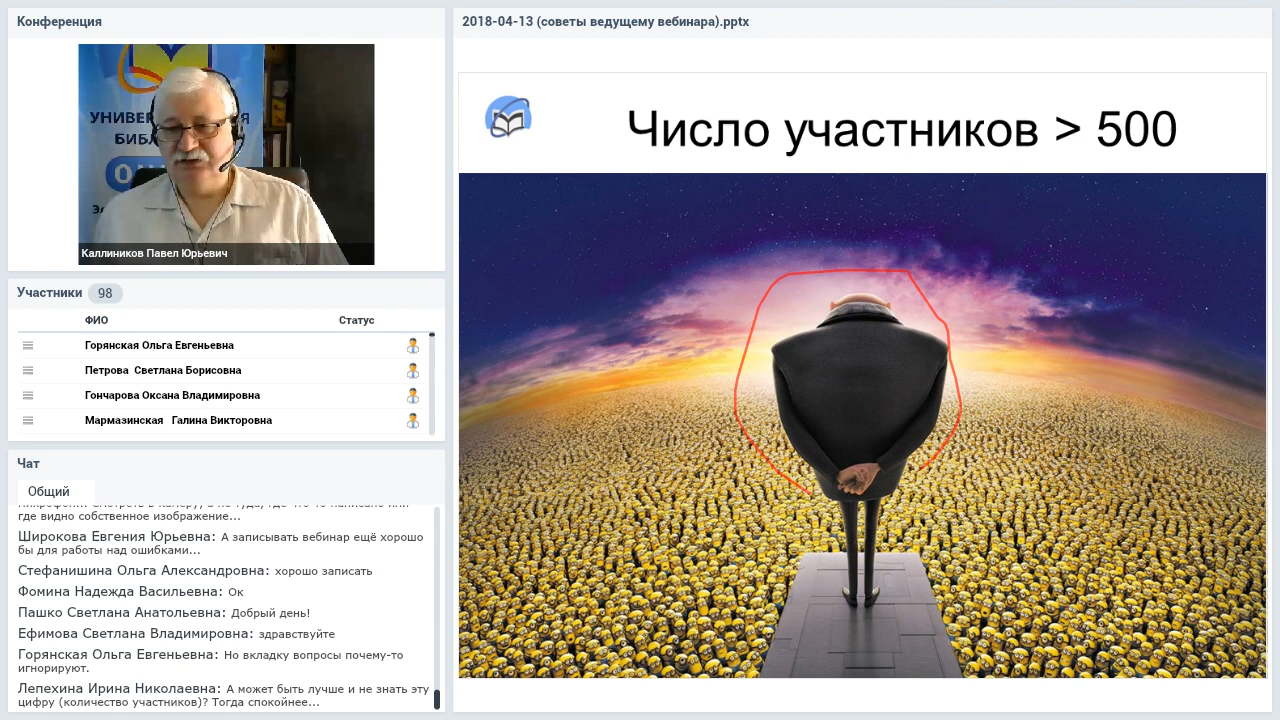 Конференция
УНИВЕР
АЯ
БИБЛ
Каллиников Павел Юрьевич
Участники 98
ФИО Статус
Горянская Ольга Евгеньевна
Петрова Светлана Борисовна
Гончарова Оксана Владимировна
Мармазинская Галина Викторовна
Чат
Общий
где видно собственное изображение...
Широкова Евгения Юрьевна: А записывать вебинар ещё хорошо
бы для работы над ошибками...
Стефанишина Ольга Александровна: хорошо записать
Фомина Надежда Васильевна: Ок
Пашко Светлана Анатольевна: Добрый день!
Ефимова Светлана Владимировна: здравствуйте
Горянская Ольга Евгеньевна: Но вкладку вопросы почему-то
игнорируют.
Лепехина Ирина Николаевна: А может быть лучше и не знать эту
цифру (количество участников)? Тогда спокойнее...
2018-04-13 (советы ведущему вебинара).pptx
Число участников > 500